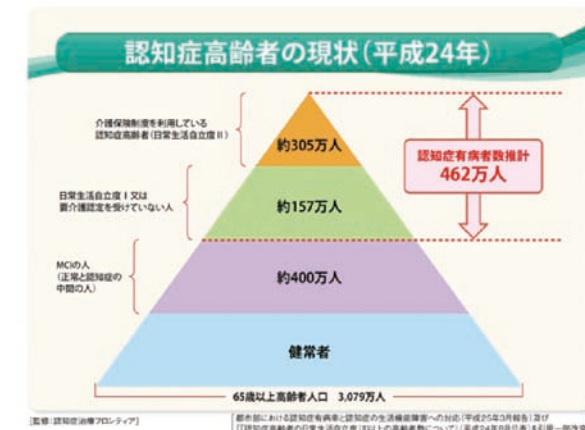 認知症高齢者の現状(平成24年)
介護保険制度を利用している
認知症高齢者(日常生活自立度Ⅱ)
約305万人
認知症有病者数推計
462万人
日常生活自立度Ⅰ又は
要介護認定を受けていない人
約157万人
MCIの人
(正常と認知症の
中間の人)
約400万人
健常者
65歳以上高齢者人口 3,079万人
[監修:認知症治療フロンティア]
都市部における認知症有病率と認知症の生活機能障害への対応(平成25年3月報告)及び